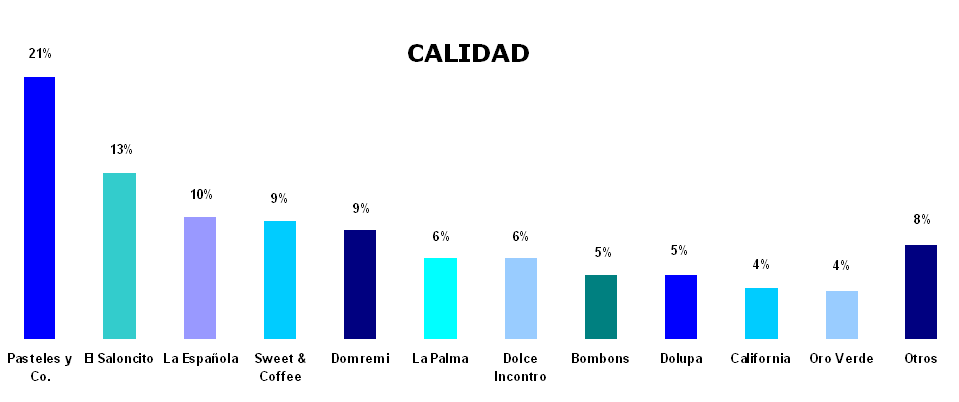 CALIDAD
21%
13%
10%
9%
9%
6%
6%
5%
5%
4%
4%
8%
Pasteles y
Co.
El Saloncito
La Española
Sweet &
Coffee
Domremi
La Palma
Dolce
Incontro
Bombons
Dolupa
California
Oro Verde
Otros